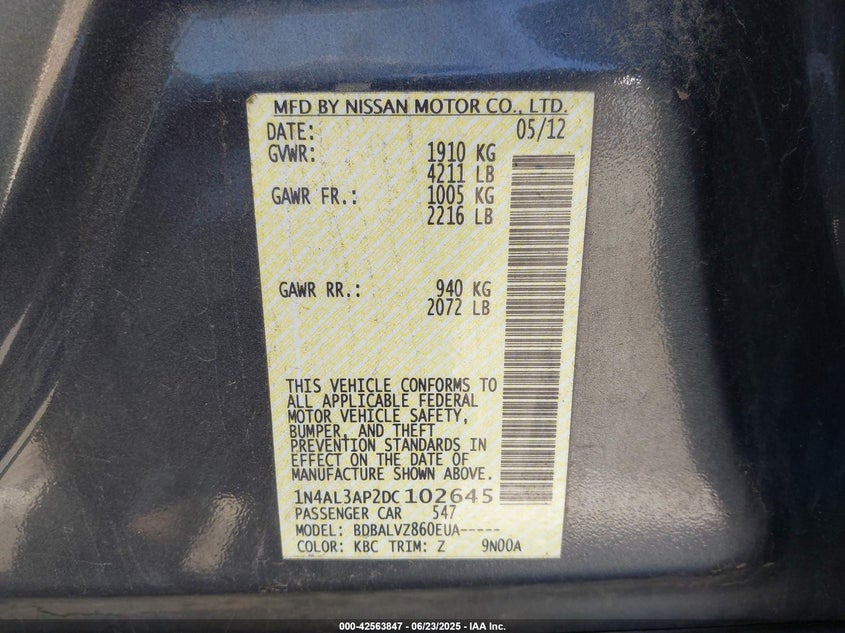 MFD BY NISSAN MOTOR CO., LTD.
DATE: 05/12
GVWR: 1910 KG
4211 LB
GAWR FR.: 1005 KG
2216 LB
GAWR RR.: 940 KG
2072 LB
THIS VEHICLE CONFORMS TO
ALL APPLICABLE FEDERAL
MOTOR VEHICLE SAFETY,
BUMPER, AND THEFT
PREVENTION STANDARDS IN
EFFECT ON THE DATE OF
MANUFACTURE SHOWN ABOVE.
1N4AL3AP2DC102645
PASSENGER CAR 547
MODEL: BDBALVZ860EUA-----
COLOR: KBC TRIM: Z 9N00A
000-42563847 - 06/23/2025 - IAA Inc.